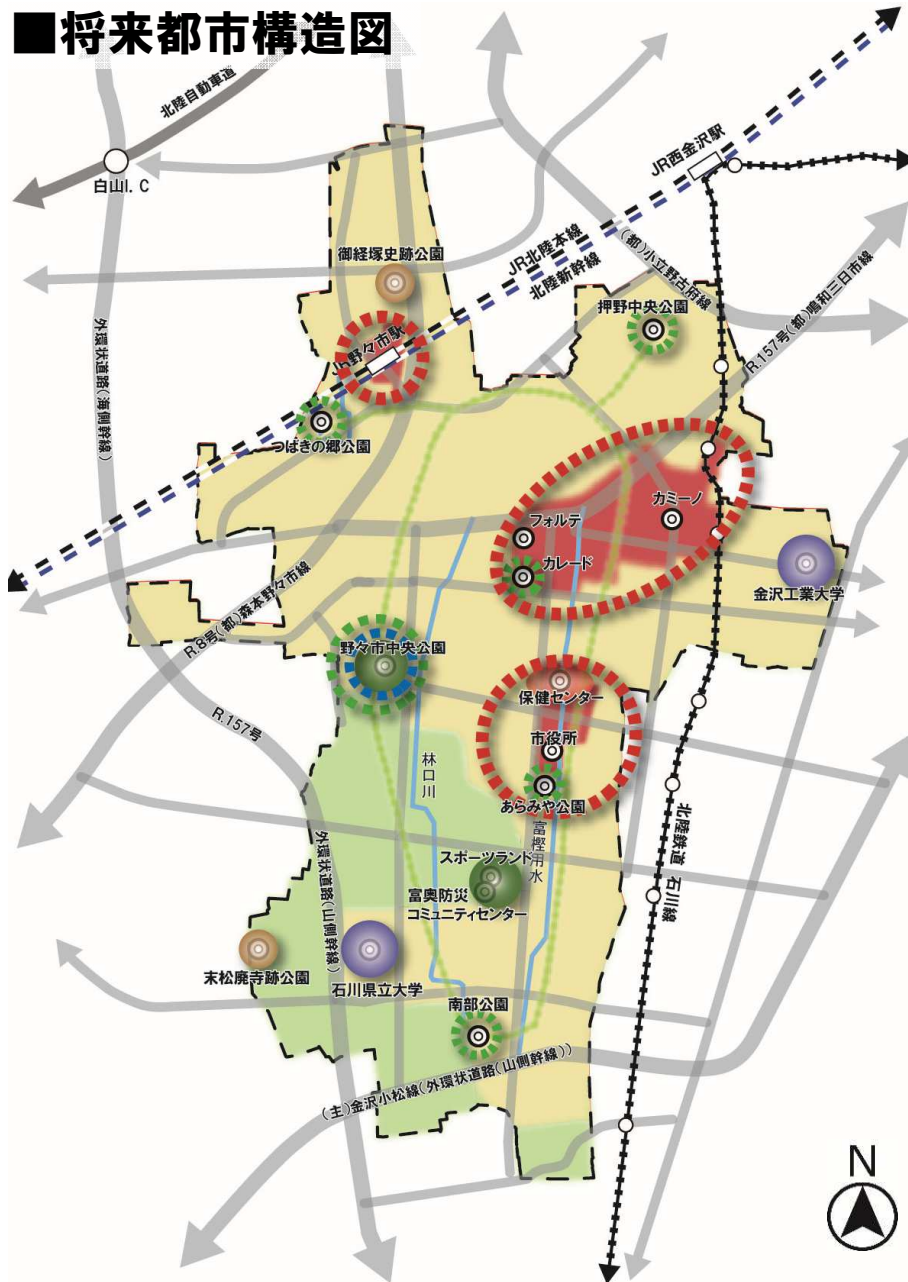 ■将来都市構造図
北陸自動車道
白山I. C
JR西金沢駅
御経塚史跡公園
JR北陸本線
北陸新幹線
(都)小立野古府線
押野中央公園
R.157号(都)鳴和三日市線
JR野々市駅
外環状道路(海側幹線)
つばきの郷公園
カミーノ
フォルテ
カレード
金沢工業大学
R.8号(都)森本野々市線
野々市中央公園
保健センター
R.157号
市役所
林口川
あらみや公園
北陸鉄道 石川線
富樫用水
外環状道路(山側幹線)
スポーツランド
富奥防災
コミュニティセンター
末松廃寺跡公園
石川県立大学
南部公園
(主)金沢小松線(外環状道路(山側幹線))
N